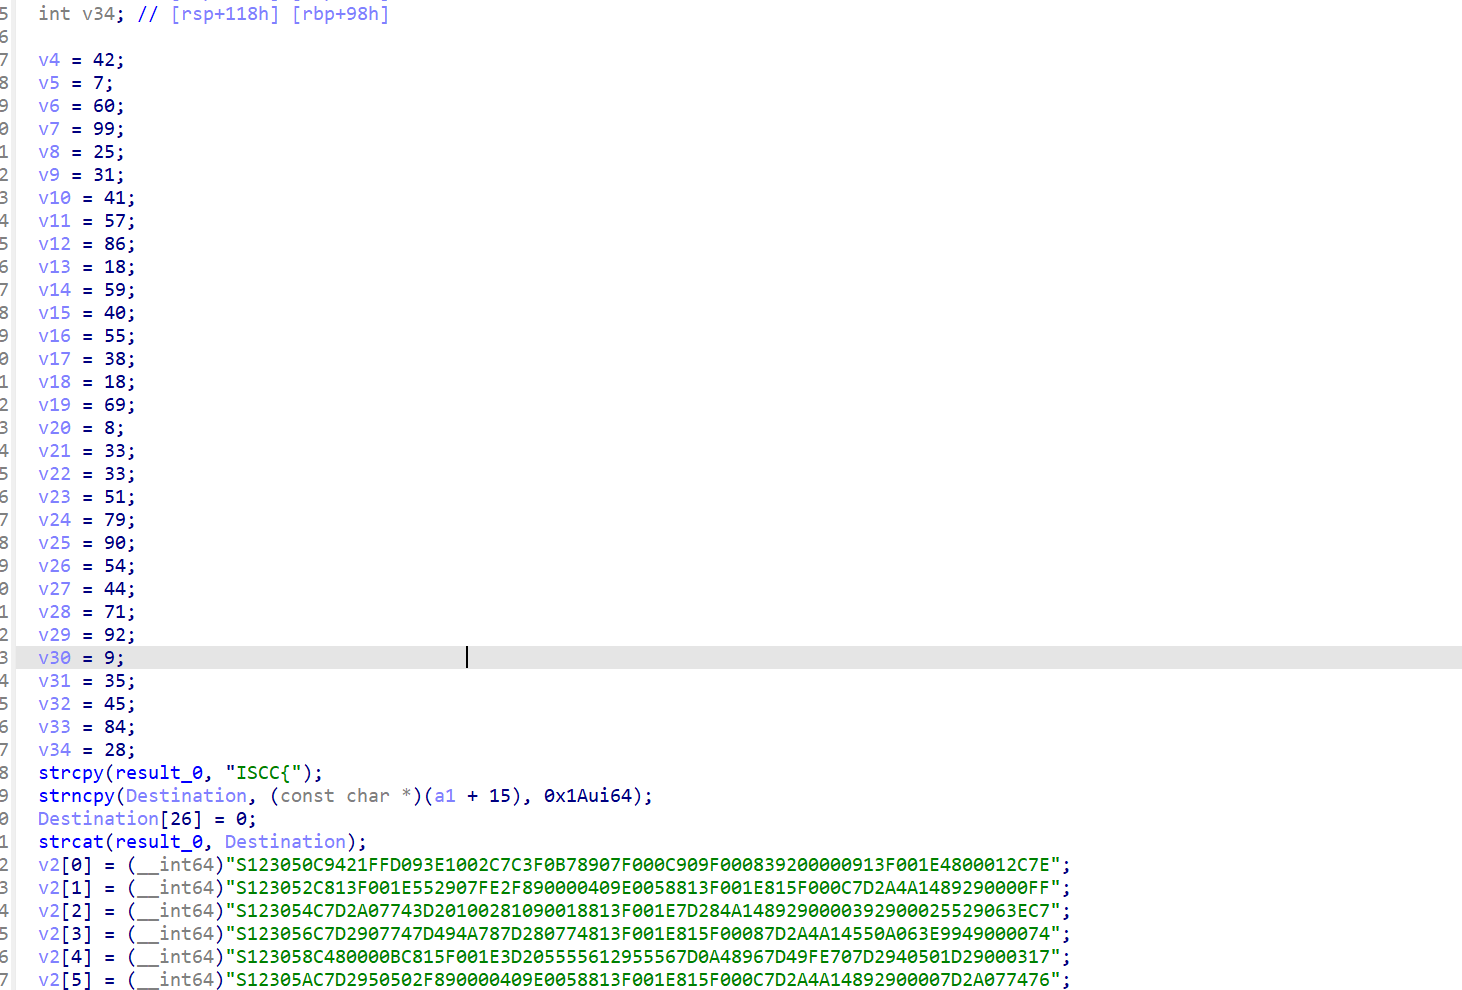 5 int v34; // [rsp+118h] [rbp+98h]
6
7 v4 = 42;
8 v5 = 7;
9 v6 = 60;
0 v7 = 99;
1 v8 = 25;
2 v9 = 31;
3 v10 = 41;
4 v11 = 57;
5 v12 = 86;
6 v13 = 18;
7 v14 = 59;
8 v15 = 40;
9 v16 = 55;
0 v17 = 38;
1 v18 = 18;
2 v19 = 69;
3 v20 = 8;
4 v21 = 33;
5 v22 = 33;
6 v23 = 51;
7 v24 = 79;
8 v25 = 90;
9 v26 = 54;
0 v27 = 44;
1 v28 = 71;
2 v29 = 92;
3 v30 = 9;
4 v31 = 35;
5 v32 = 45;
6 v33 = 84;
7 v34 = 28;
8 strcpy(result_0, "ISCC{");
9 strncpy(Destination, (const char *)(a1 + 15), 0x1Aui64);
0 Destination[26] = 0;
1 strcat(result_0, Destination);
2 v2[0] = (__int64)"S123050C9421FFD093E1002C7C3F0B78907F000C909F000839200000913F001E4800012C7E";
3 v2[1] = (__int64)"S123052C813F001E552907FE2F890000409E0058813F001E815F000C7D2A4A1489290000FF";
4 v2[2] = (__int64)"S123054C7D2A07743D20100281090018813F001E7D284A1489290000392900025529063EC7";
5 v2[3] = (__int64)"S123056C7D2907747D494A787D280774813F001E815F00087D2A4A14550A063E9949000074";
6 v2[4] = (__int64)"S123058C480000BC815F001E3D205555612955567D0A48967D49FE707D2940501D29000317";
7 v2[5] = (__int64)"S12305AC7D2950502F890000409E0058813F001E815F000C7D2A4A14892900007D2A077476";